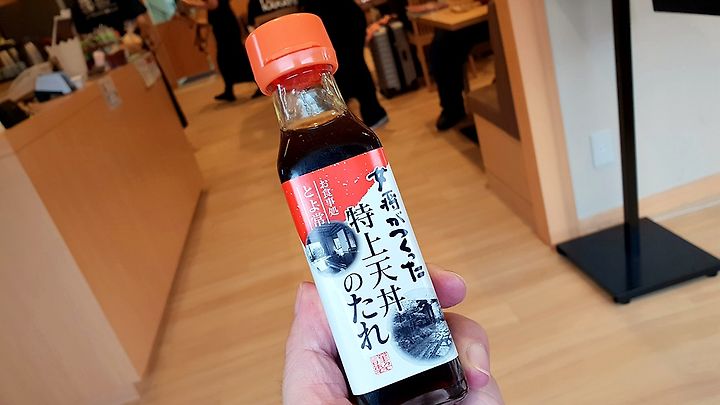 お食事処
とよ常
女将がつくった
特上天丼
のたれ